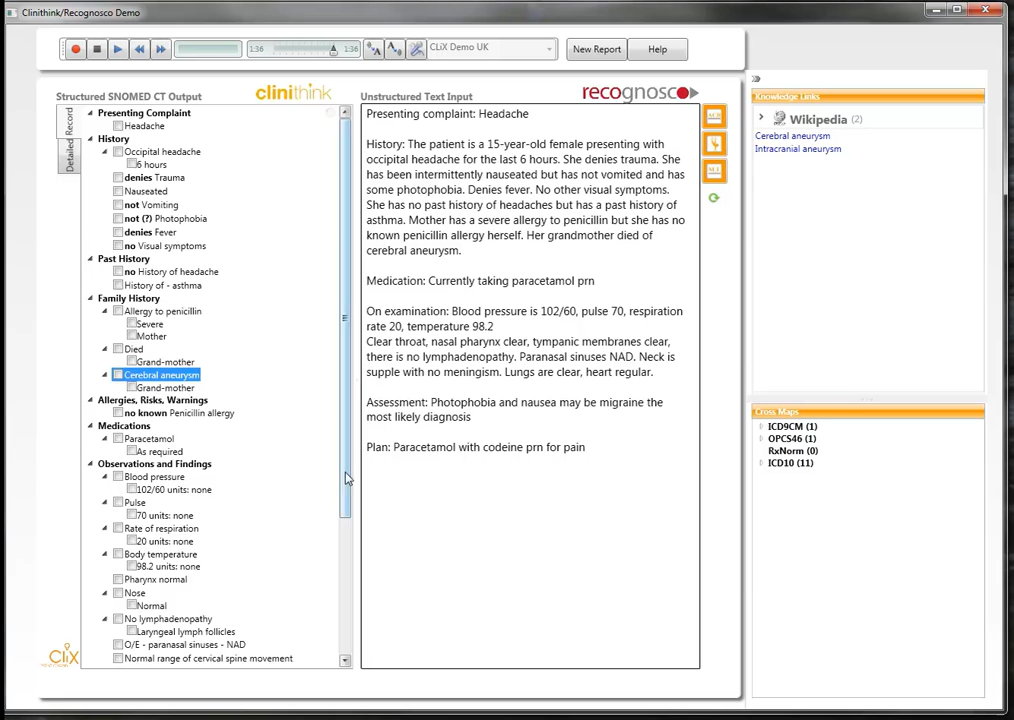 Clinithink/Recognosco Demo
1:36
1:36
CLiX Demo UK
New Report
Help
Structured SNOMED CT Output
clinithink
Record
Detailed
Presenting Complaint
Headache
History
Occipital headache
6 hours
denies Trauma
Nauseated
not Vomiting
not (?) Photophobia
denies Fever
no Visual symptoms
Past History
no History of headache
History of - asthma
Family History
Allergy to penicillin
Severe
Mother
Died
Grand-mother
Cerebral aneurysm
Grand-mother
Allergies, Risks, Warnings
no known Penicillin allergy
Medications
Paracetamol
As required
Observations and Findings
Blood pressure
102/60 units: none
Pulse
70 units: none
Rate of respiration
20 units: none
Body temperature
98.2 units: none
Pharynx normal
Nose
Normal
No lymphadenopathy
Laryngeal lymph follicles
O/E - paranasal sinuses - NAD
Normal range of cervical spine movement
CliX
Unstructured Text Input
recognosco
Presenting complaint: Headache
History: The patient is a 15-year-old female presenting with
occipital headache for the last 6 hours. She denies trauma. She
has been intermittently nauseated but has not vomited and has
some photophobia. Denies fever. No other visual symptoms.
She has no past history of headaches but has a past history of
asthma. Mother has a severe allergy to penicillin but she has no
known penicillin allergy herself. Her grandmother died of
cerebral aneurysm.
Medication: Currently taking paracetamol prn
On examination: Blood pressure is 102/60, pulse 70, respiration
rate 20, temperature 98.2
Clear throat, nasal pharynx clear, tympanic membranes clear,
there is no lymphadenopathy. Paranasal sinuses NAD. Neck is
supple with no meningism. Lungs are clear, heart regular.
Assessment: Photophobia and nausea may be migraine the
most likely diagnosis
Plan: Paracetamol with codeine prn for pain
Knowledge Links
Wikipedia (2)
Cerebral aneurysm
Intracranial aneurysm
Cross Maps
ICD9CM (1)
OPCS46 (1)
RxNorm (0)
ICD10 (11)